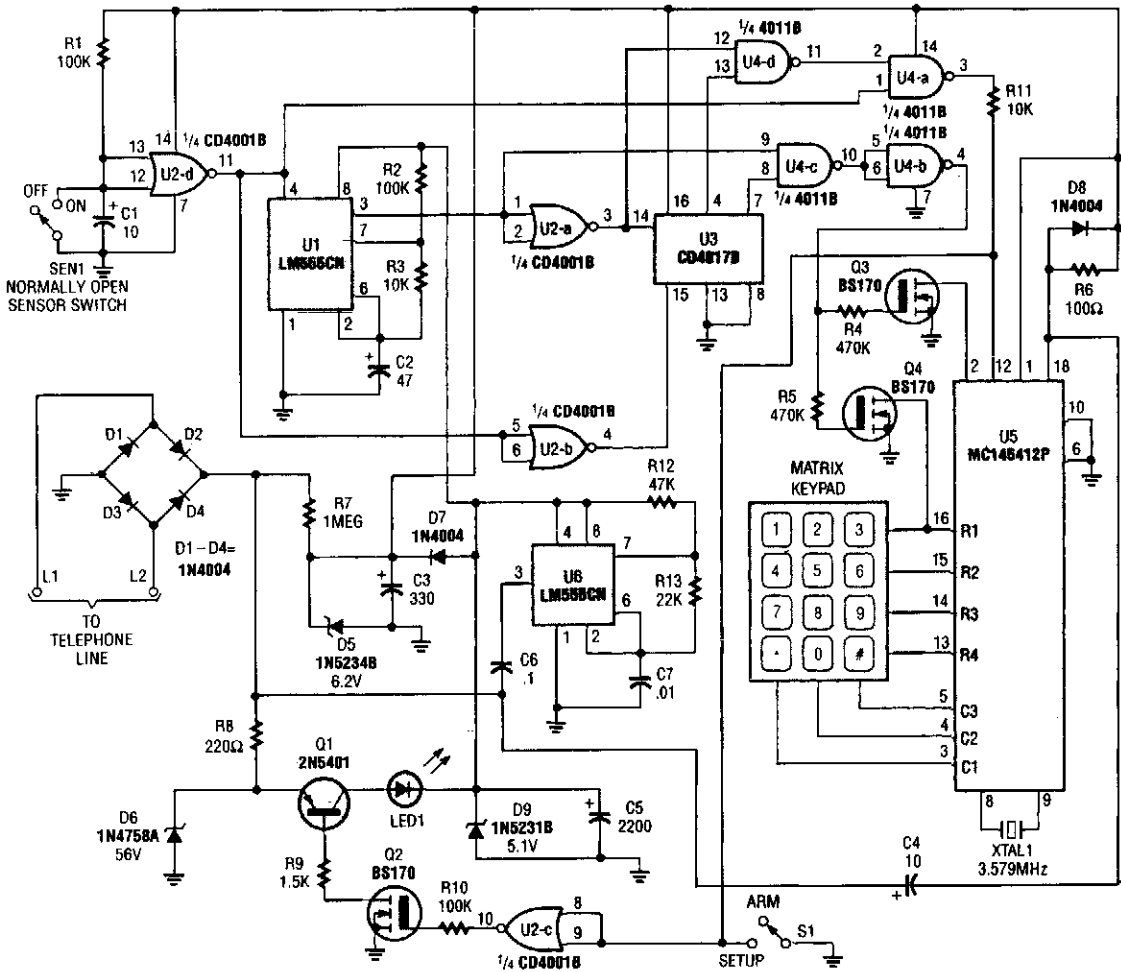 R1
100K
14
13
12
¼ CD4001B
U2-d
11
7
OFF
ON
+
C1
10
SEN1
NORMALLY OPEN
SENSOR SWITCH
4
8
3
7
6
1
2
U1
LM555CN
R2
100K
R3
10K
+
C2
47
1
2
U2-a
3
¼ CD4001B
¼ 4011B
12
13
U4-d
11
2
1
14
U4-a
3
¼ 4011B
R11
10K
9
8
U4-c
10
¼ 4011B
¼ 4011B
5
6
U4-b
4
7
14
16
4
7
U3
CD4017B
15
13
8
¼ CD4001B
5
6
U2-b
4
D8
1N4004
R6
100Ω
Q3
BS170
R4
470K
Q4
BS170
R5
470K
2
12
1
18
10
6
U5
MC145412P
16
R1
15
R2
14
R3
13
R4
5
C3
4
C2
3
C1
8
9
XTAL1
3.579MHz
MATRIX
KEYPAD
1 2 3
4 5 6
7 8 9
* 0 #
D1
D2
D3
D4
D1–D4=
1N4004
L1
L2
TO
TELEPHONE
LINE
R7
1MEG
D7
1N4004
+
C3
330
D5
1N5234B
6.2V
R12
47K
4
8
3
7
6
1
2
U6
LM555CN
R13
22K
C6
.1
C7
.01
R8
220Ω
Q1
2N5401
LED1
D6
1N4758A
56V
D9
1N5231B
5.1V
+
C5
2200
R9
1.5K
Q2
BS170
R10
100K
10
U2-c
8
9
¼ CD4001B
ARM
S1
SETUP
C4
10
+